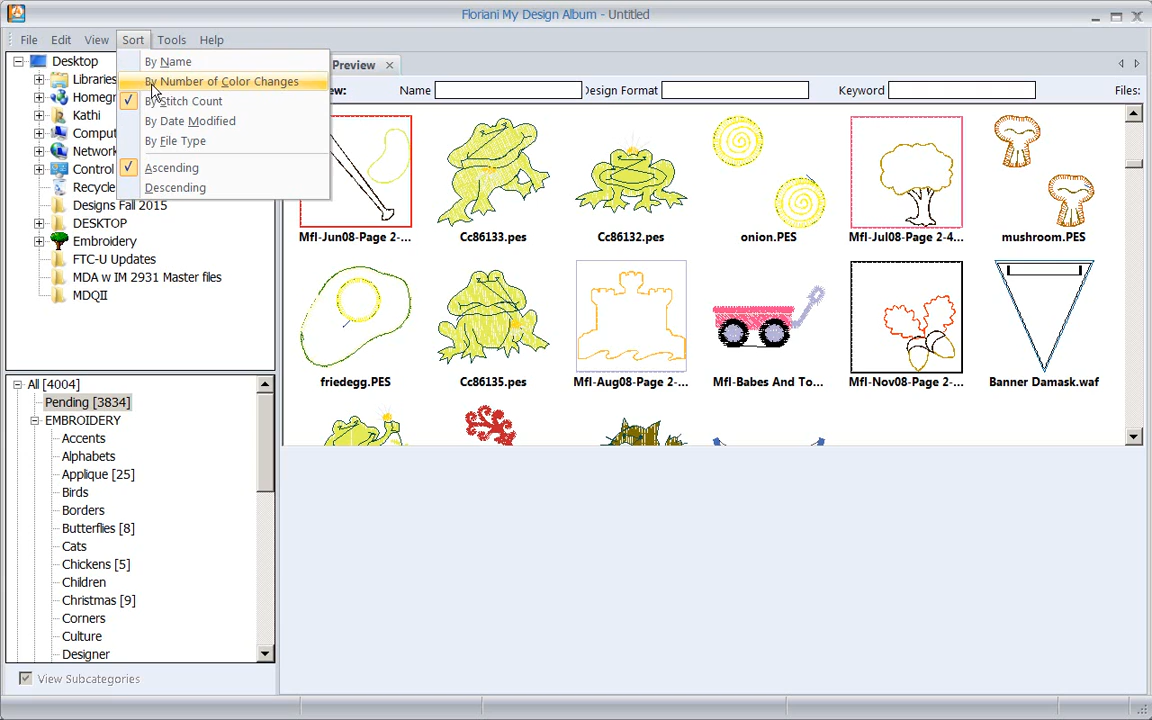 Floriani My Design Album - Untitled
File Edit View Sort Tools Help
By Name
By Number of Color Changes
By Stitch Count
By Date Modified
By File Type
Ascending
Descending
Desktop
Libraries
Homegr
Kathi
Comput
Network
Control
Recycle
Designs Fall 2015
DESKTOP
Embroidery
FTC-U Updates
MDA w IM 2931 Master files
MDQII
Preview
ew: Name Design Format Keyword Files:
Mfl-Jun08-Page 2-... Cc86133.pes Cc86132.pes onion.PES Mfl-Jul08-Page 2-4... mushroom.PES
friedegg.PES Cc86135.pes Mfl-Aug08-Page 2-... Mfl-Babes And To... Mfl-Nov08-Page 2-... Banner Damask.waf
All [4004]
Pending [3834]
EMBROIDERY
Accents
Alphabets
Applique [25]
Birds
Borders
Butterflies [8]
Cats
Chickens [5]
Children
Christmas [9]
Corners
Culture
Designer
View Subcategories